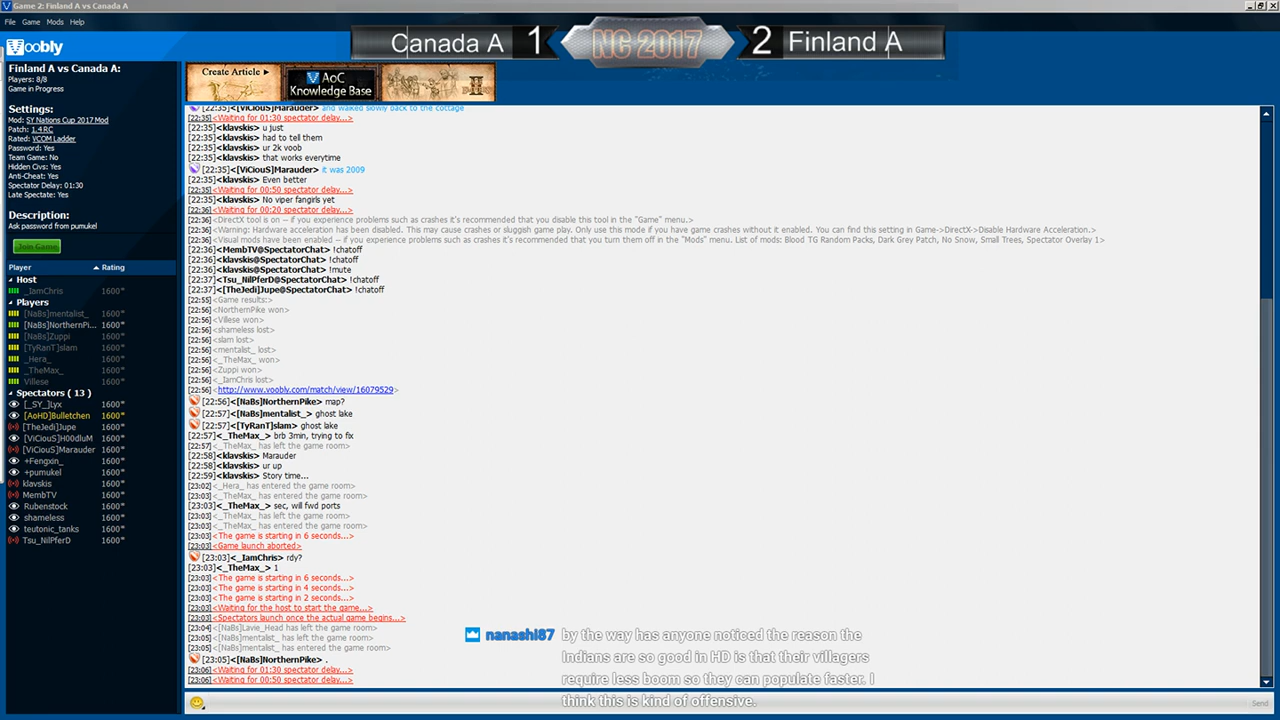 Game 2: Finland A vs Canada A
File Game Mods Help
Voobly
Canada A 1 NC 2017 2 Finland A
Finland A vs Canada A:
Players: 8/8
Game in Progress
Settings:
Mod: SY Nations Cup 2017 Mod
Patch: 1.4 RC
Rated: VCOM Ladder
Password: Yes
Team Game: No
Hidden Civs: Yes
Anti-Cheat: Yes
Spectator Delay: 01:30
Late Spectate: Yes
Description:
Ask password from pumukel
Join Game
Player Rating
Host
_IamChris 1600*
Players
[NaBs]mentalist_ 1600*
[NaBs]NorthernPi... 1600*
[NaBs]Zuppi 1600*
[TyRanT]slam 1600*
_Hera_ 1600*
_TheMax_ 1600*
Villese 1600*
Spectators ( 13 )
[_SY_]Lyx 1600*
[AoHD]Bulletchen 1600*
[TheJedi]Jupe 1600*
[ViCiouS]H00dluM 1600*
[ViCiouS]Marauder 1600*
+Fengxin_ 1600*
+pumukel 1600*
klavskis 1600*
MembTV 1600*
Rubenstock 1600*
shameless 1600*
teutonic_tanks 1600*
Tsu_NilPferD 1600*
Create Article ►
AoC
Knowledge Base
II
[22:35]<[ViCiouS]Marauder> and walked slowly back to the cottage
[22:35]<Waiting for 01:30 spectator delay...>
[22:35]<klavskis> u just
[22:35]<klavskis> had to tell them
[22:35]<klavskis> ur 2k voob
[22:35]<klavskis> that works everytime
[22:35]<[ViCiouS]Marauder> it was 2009
[22:35]<klavskis> Even better
[22:35]<Waiting for 00:50 spectator delay...>
[22:35]<klavskis> No viper fangirls yet
[22:36]<Waiting for 00:20 spectator delay...>
[22:36]<DirectX tool is on -- if you experience problems such as crashes it's recommended that you disable this tool in the "Game" menu.>
[22:36]<Warning: Hardware acceleration has been disabled. This may cause crashes or sluggish game play. Only use this mode if you have game crashes without it enabled. You can find this setting in Game->DirectX->Disable Hardware Acceleration.>
[22:36]<Visual mods have been enabled -- if you experience problems such as crashes it's recommended that you turn them off in the "Mods" menu. List of mods: Blood TG Random Packs, Dark Grey Patch, No Snow, Small Trees, Spectator Overlay 1>
[22:36]<MembTV@SpectatorChat> !chatoff
[22:36]<klavskis@SpectatorChat> !chatoff
[22:36]<klavskis@SpectatorChat> !mute
[22:37]<Tsu_NilPferD@SpectatorChat> !chatoff
[22:37]<[TheJedi]Jupe@SpectatorChat> !chatoff
[22:55]<Game results:>
[22:56]<NorthernPike won>
[22:56]<Villese won>
[22:56]<shameless lost>
[22:56]<slam lost>
[22:56]<mentalist_ lost>
[22:56]<_TheMax_ won>
[22:56]<Zuppi won>
[22:56]<_IamChris lost>
[22:56]<http://www.voobly.com/match/view/16079529>
[22:56]<[NaBs]NorthernPike> map?
[22:57]<[NaBs]mentalist_> ghost lake
[22:57]<[TyRanT]slam> ghost lake
[22:57]<_TheMax_> brb 3min, trying to fix
[22:57]<_TheMax_ has left the game room>
[22:58]<klavskis> Marauder
[22:58]<klavskis> ur up
[22:59]<klavskis> Story time...
[23:02]<_Hera_ has entered the game room>
[23:03]<_TheMax_ has entered the game room>
[23:03]<_TheMax_> sec, will fwd ports
[23:03]<_TheMax_ has left the game room>
[23:03]<_TheMax_ has entered the game room>
[23:03]<The game is starting in 6 seconds...>
[23:03]<Game launch aborted>
[23:03]<_IamChris> rdy?
[23:03]<_TheMax_> 1
[23:03]<The game is starting in 6 seconds...>
[23:03]<The game is starting in 4 seconds...>
[23:03]<The game is starting in 2 seconds...>
[23:03]<Waiting for the host to start the game...>
[23:03]<Spectators launch once the actual game begins...>
[23:04]<[NaBs]Lavie_Head has left the game room>
[23:05]<[NaBs]mentalist_ has left the game room>
[23:05]<[NaBs]mentalist_ has entered the game room>
[23:05]<[NaBs]NorthernPike> .
[23:06]<Waiting for 01:30 spectator delay...>
[23:06]<Waiting for 00:50 spectator delay...>
nanashi87 by the way has anyone noticed the reason the
Indians are so good in HD is that their villagers
require less boom so they can populate faster. I
think this is kind of offensive.
Send